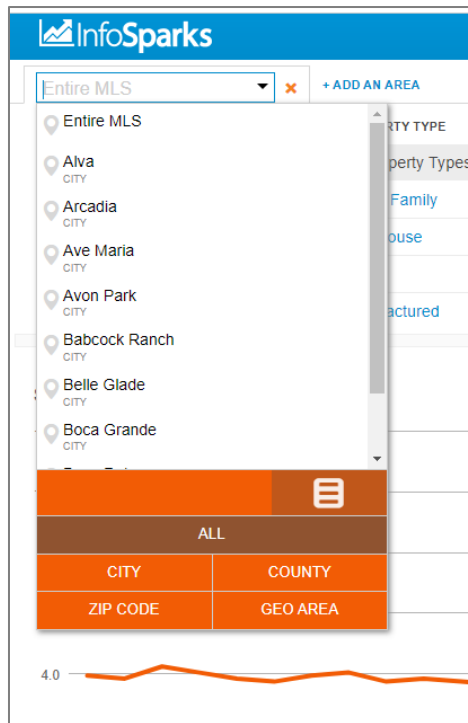 InfoSparks
Entire MLS
+ ADD AN AREA
Entire MLS
RTY TYPE
Alva
CITY
perty Types
Arcadia
CITY
Family
Ave Maria
CITY
ouse
Avon Park
CITY
actured
Babcock Ranch
CITY
Belle Glade
CITY
Boca Grande
CITY
ALL
CITY
COUNTY
ZIP CODE
GEO AREA
4.0